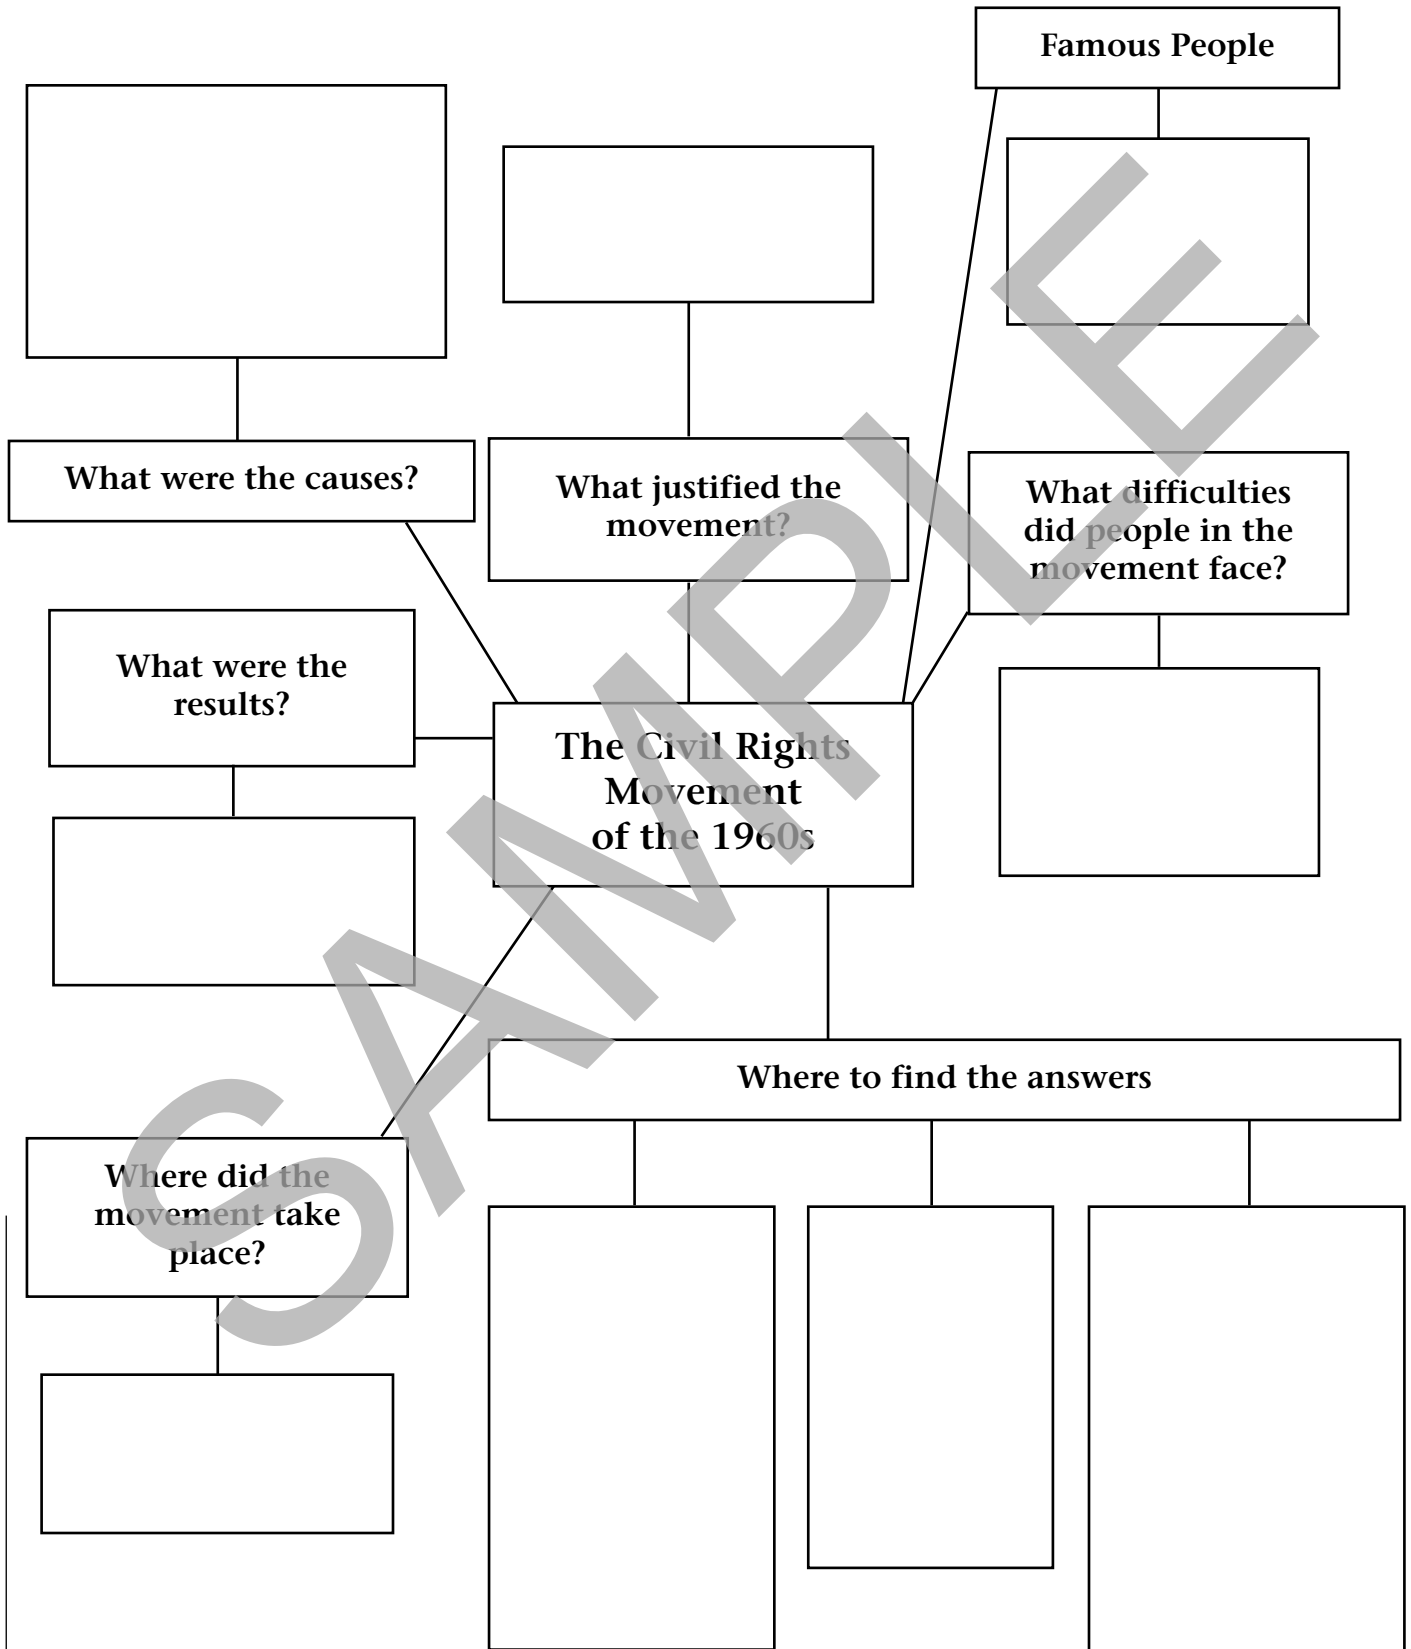 Famous People
What were the causes?
What justified the
movement?
What difficulties
did people in the
movement face?
What were the
results?
The Civil Rights
Movement
of the 1960s
Where to find the answers
Where did the
movement take
place?
SAMPLE